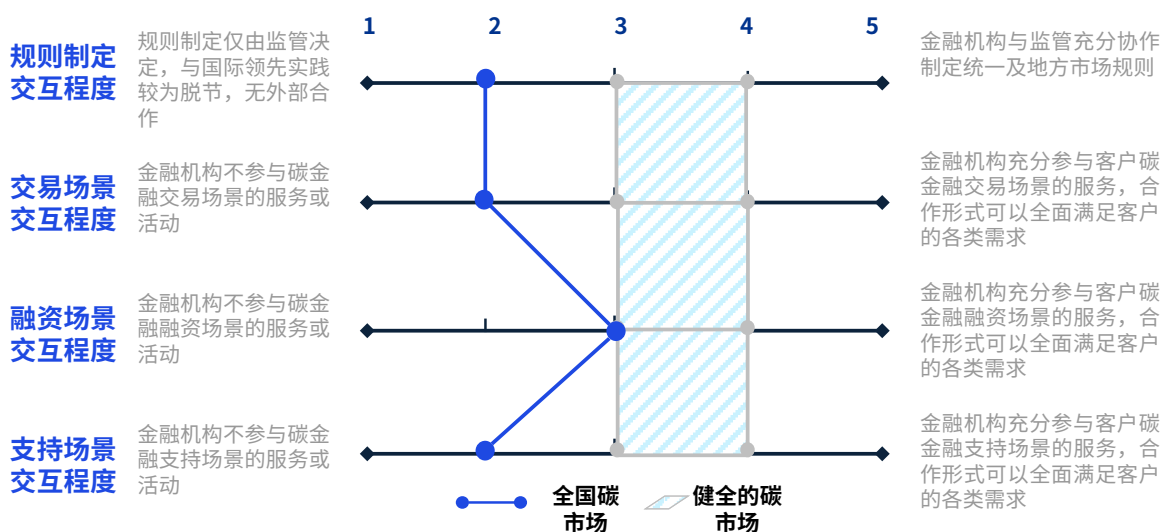 1 2 3 4 5
规则制定
交互程度
规则制定仅由监管决
定，与国际领先实践
较为脱节，无外部合
作
金融机构与监管充分协作
制定统一及地方市场规则
交易场景
交互程度
金融机构不参与碳金
融交易场景的服务或
活动
金融机构充分参与客户碳
金融交易场景的服务，合
作形式可以全面满足客户
的各类需求
融资场景
交互程度
金融机构不参与碳金
融融资场景的服务或
活动
金融机构充分参与客户碳
金融融资场景的服务，合
作形式可以全面满足客户
的各类需求
支持场景
交互程度
金融机构不参与碳金
融支持场景的服务或
活动
金融机构充分参与客户碳
金融支持场景的服务，合
作形式可以全面满足客户
的各类需求
全国碳
市场
健全的碳
市场